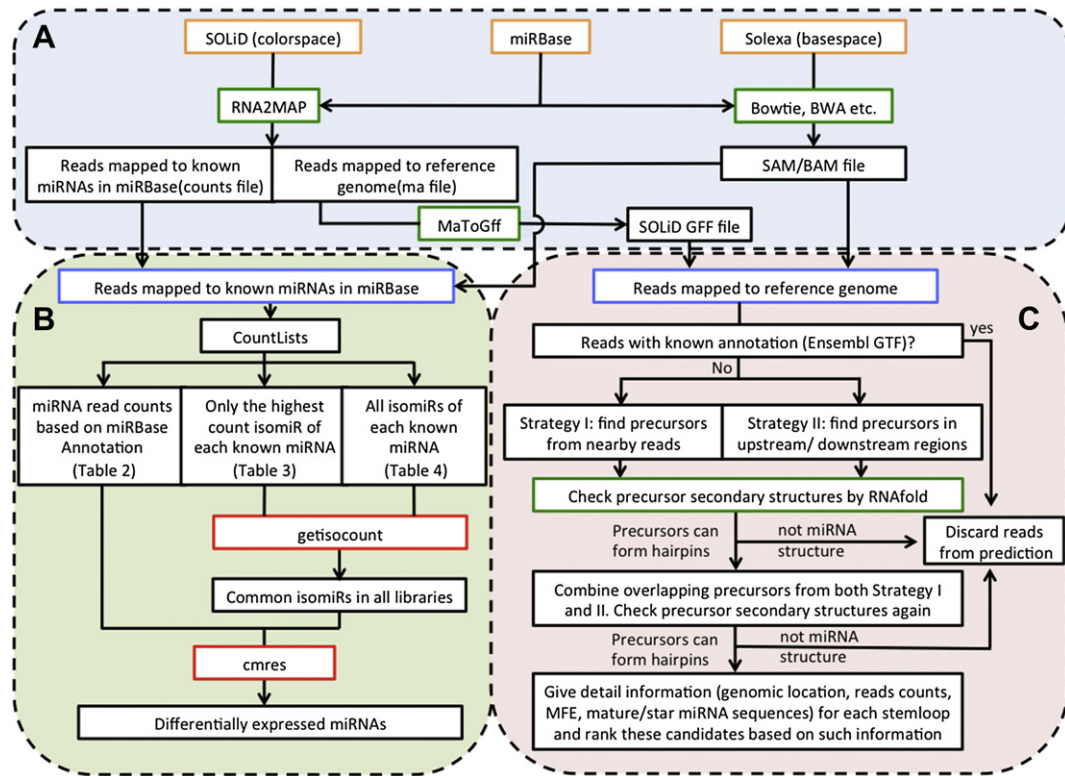 A
SOLiD (colorspace)
miRBase
Solexa (basespace)
RNA2MAP
Bowtie, BWA etc.
Reads mapped to known
miRNAs in miRBase(counts file)
Reads mapped to reference
genome(ma file)
SAM/BAM file
MaToGff
SOLiD GFF file
B
Reads mapped to known miRNAs in miRBase
CountLists
miRNA read counts
based on miRBase
Annotation
(Table 2)
Only the highest
count isomiR of
each known miRNA
(Table 3)
All isomiRs of
each known
miRNA
(Table 4)
getisocount
Common isomiRs in all libraries
cmres
Differentially expressed miRNAs
C
Reads mapped to reference genome
yes
Reads with known annotation (Ensembl GTF)?
No
Strategy I: find precursors
from nearby reads
Strategy II: find precursors in
upstream/ downstream regions
Check precursor secondary structures by RNAfold
Precursors can
form hairpins
not miRNA
structure
Discard reads
from prediction
Combine overlapping precursors from both Strategy I
and II. Check precursor secondary structures again
Precursors can
form hairpins
not miRNA
structure
Give detail information (genomic location, reads counts,
MFE, mature/star miRNA sequences) for each stemloop
and rank these candidates based on such information